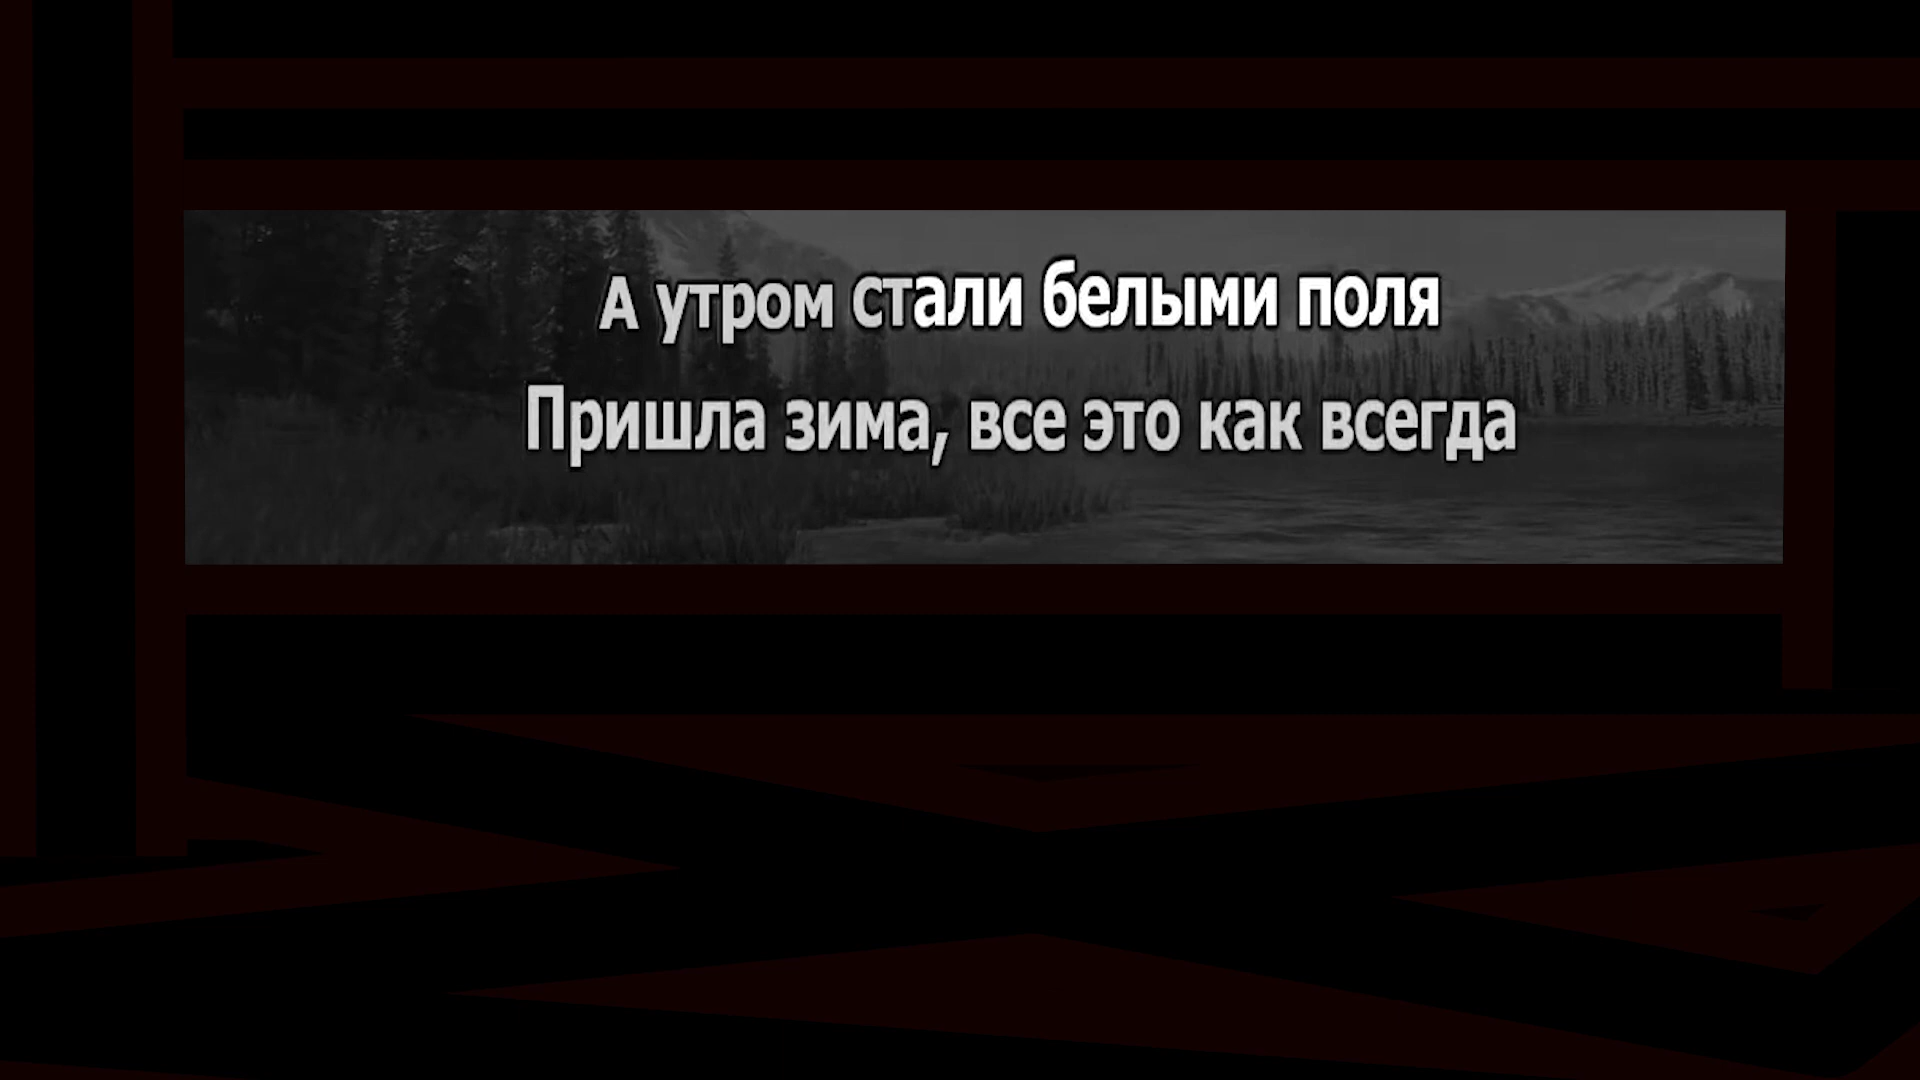 А утром стали белыми поля
Пришла зима, все это как всегда